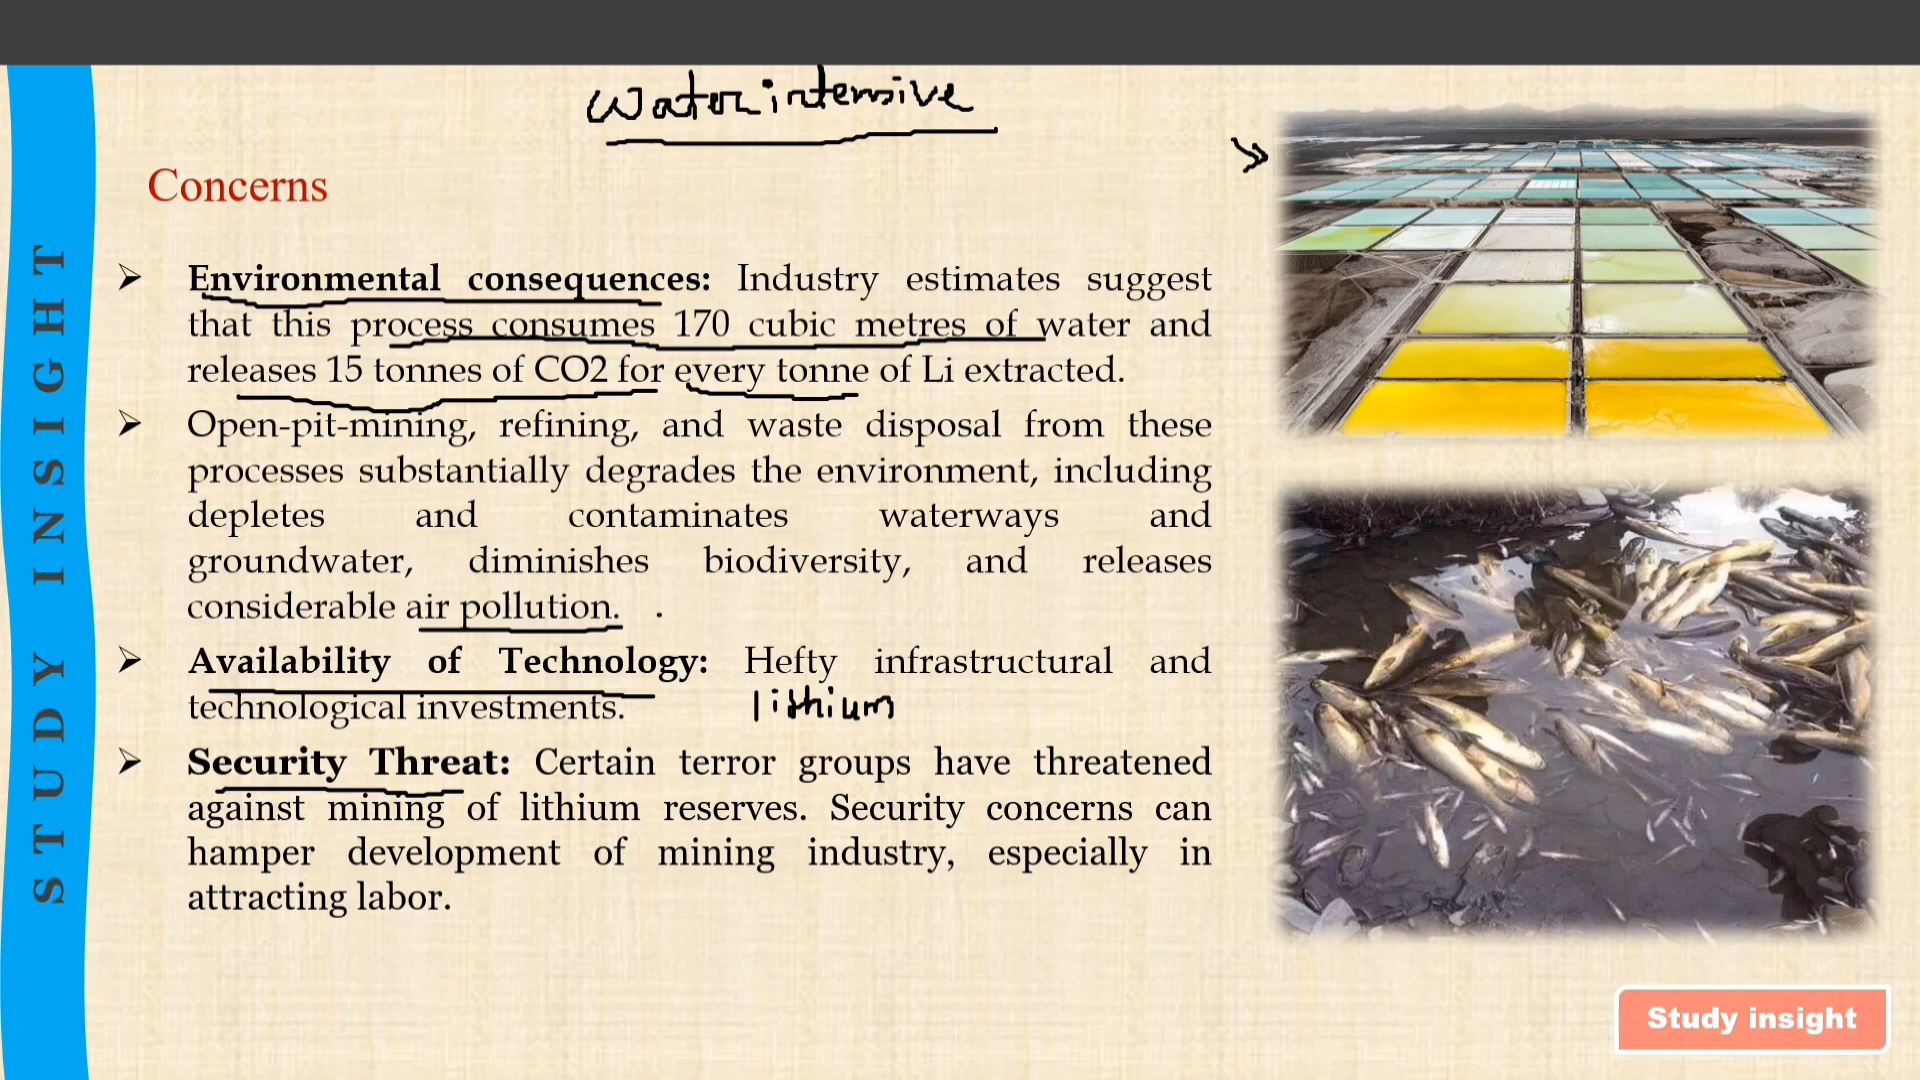 Water intensive
Concerns
Environmental consequences: Industry estimates suggest
that this process consumes 170 cubic metres of water and
releases 15 tonnes of CO2 for every tonne of Li extracted.
Open-pit-mining, refining, and waste disposal from these
processes substantially degrades the environment, including
depletes and contaminates waterways and
groundwater, diminishes biodiversity, and releases
considerable air pollution. .
Availability of Technology: Hefty infrastructural and
technological investments. lithium
Security Threat: Certain terror groups have threatened
against mining of lithium reserves. Security concerns can
hamper development of mining industry, especially in
attracting labor.
STUDY INSIGHT
Study insight